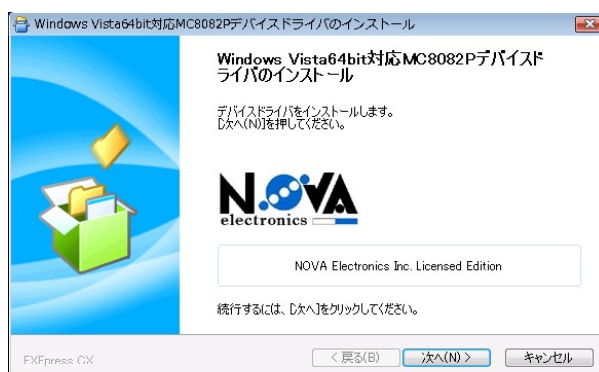 Windows Vista64bit対応MC8082Pデバイスドライバのインストール
Windows Vista64bit対応MC8082Pデバイスド
ライバのインストール
デバイスドライバをインストールします。
[次へ(N)]を押してください。
NOVA
electronics
NOVA Electronics Inc. Licensed Edition
続行するには、[次へ]をクリックしてください。
EXEpress CX
< 戻る(B)
次へ(N) >
キャンセル